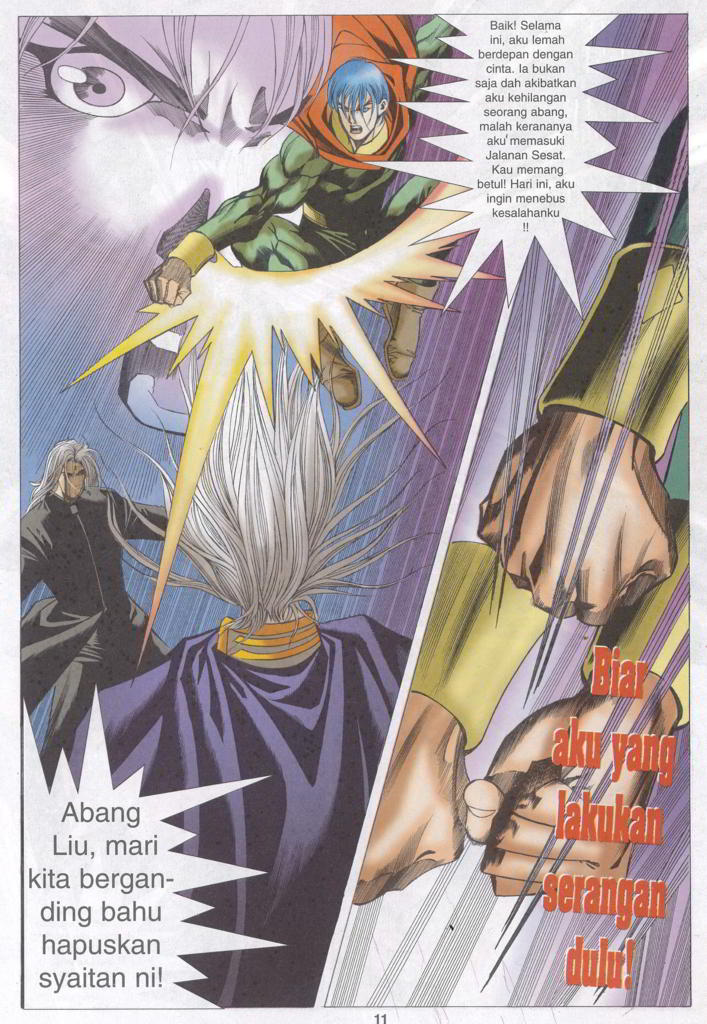 Baik! Selama
ini, aku lemah
berdepan dengan
cinta. Ia bukan
saja dah akibatkan
aku kehilangan
seorang abang,
malah kerananya
aku memasuki
Jalanan Sesat.
Kau memang
betul! Hari ini, aku
ingin menebus
kesalahanku
!!
Abang
Liu, mari
kita bergan-
ding bahu
hapuskan
syaitan ni!
Biar
aku yang
lakukan
serangan
dulu!
11